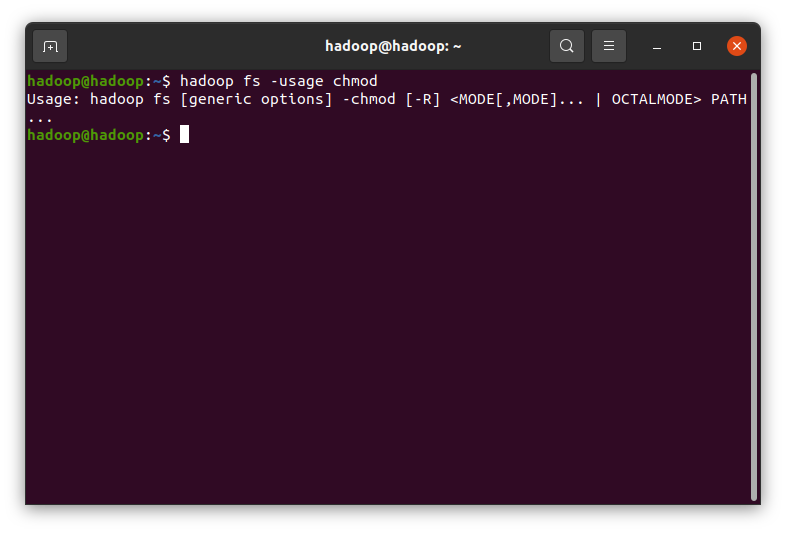 hadoop@hadoop: ~
hadoop@hadoop:~$ hadoop fs -usage chmod
Usage: hadoop fs [generic options] -chmod [-R] <MODE[,MODE]... | OCTALMODE> PATH
...
hadoop@hadoop:~$